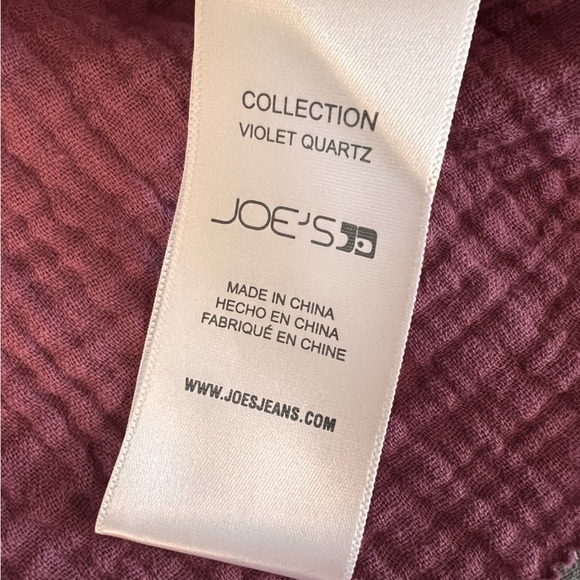 COLLECTION
VIOLET QUARTZ
JOE'S
MADE IN CHINA
HECHO EN CHINA
FABRIQUÉ EN CHINE
WWW.JOESJEANS.COM